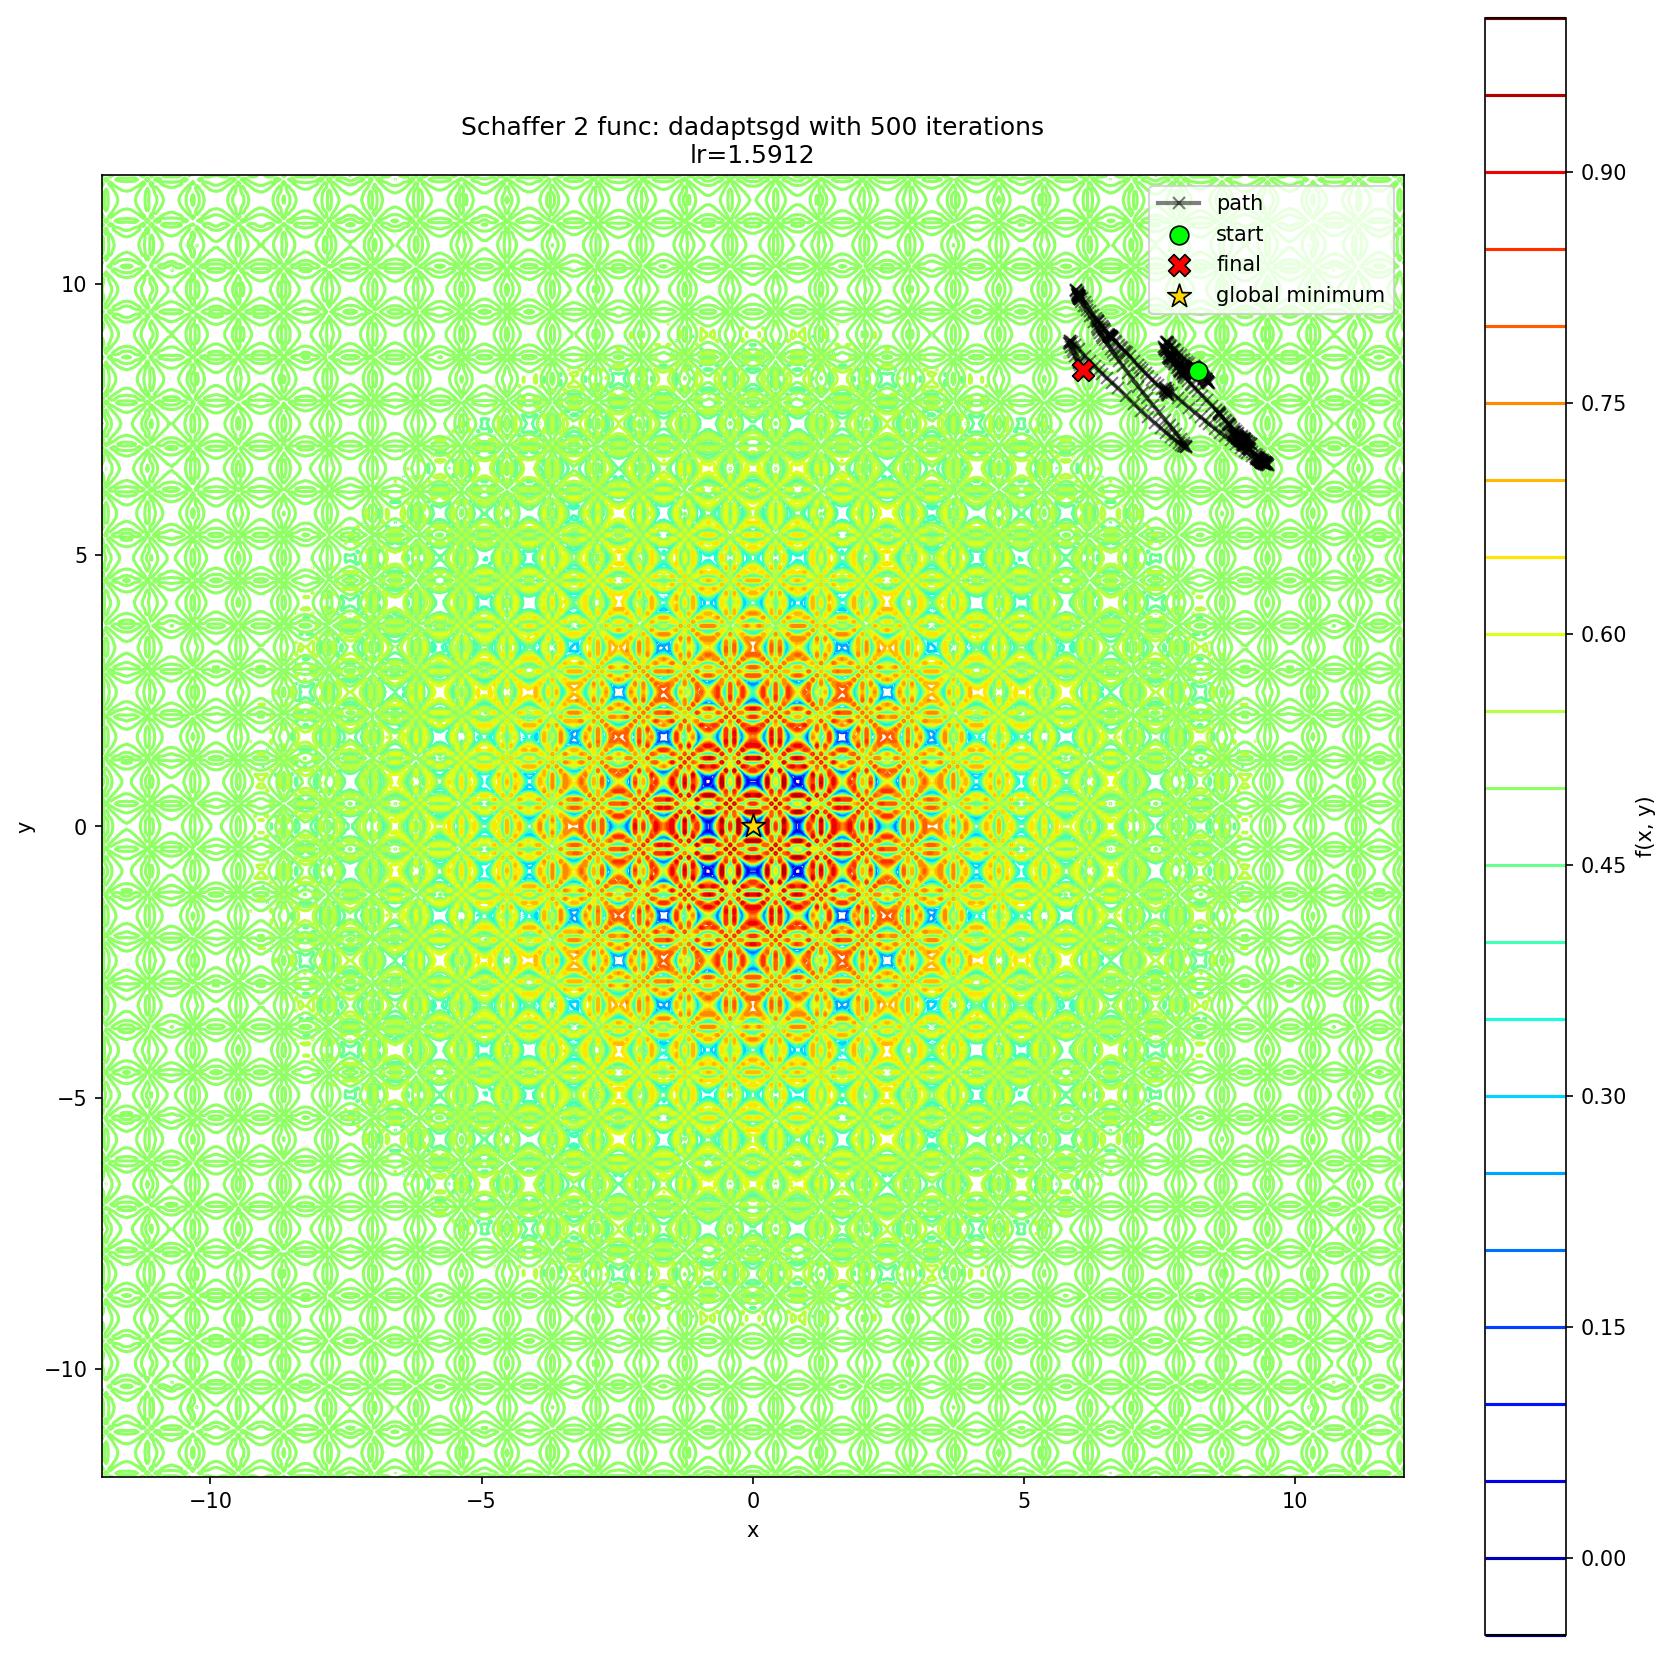 Schaffer 2 func: dadaptsgd with 500 iterations
lr=1.5912
path
start
final
global minimum
10
5
0
−5
−10
y
−10
−5
0
5
10
x
0.90
0.75
0.60
0.45
0.30
0.15
0.00
f(x, y)